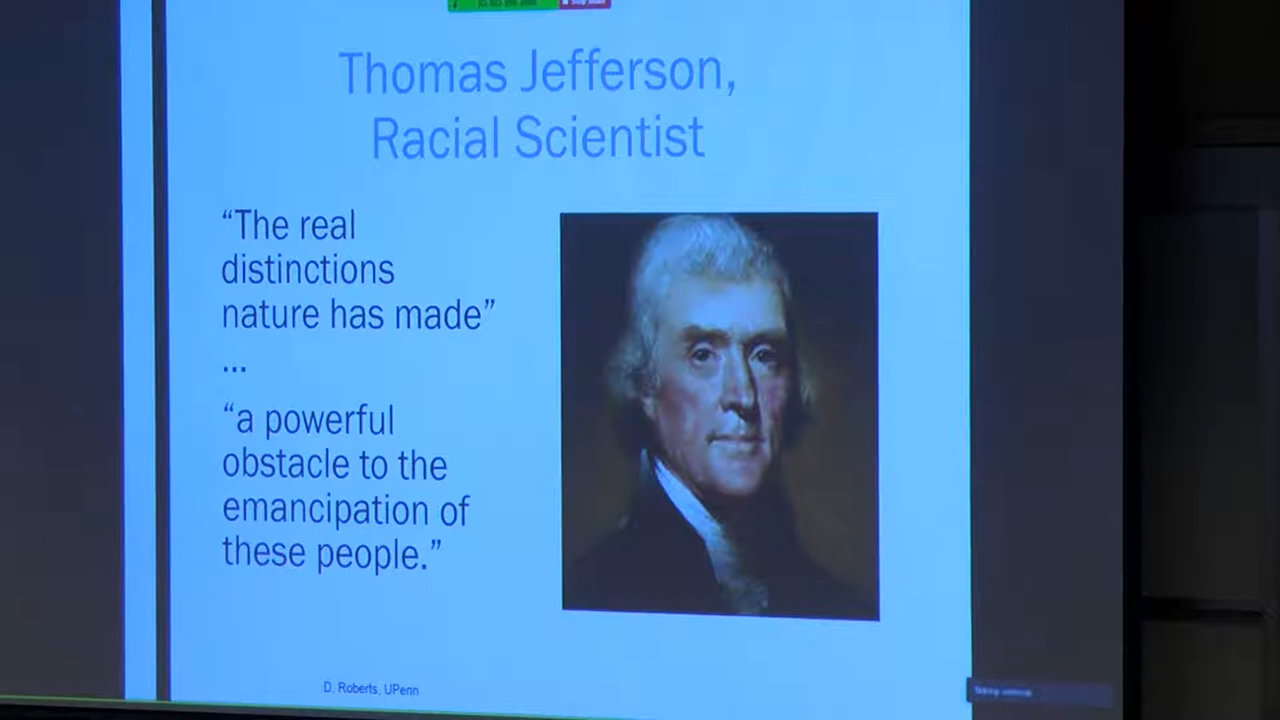 Thomas Jefferson,
Racial Scientist
“The real
distinctions
nature has made”
...
“a powerful
obstacle to the
emancipation of
these people.”
D. Roberts, UPenn